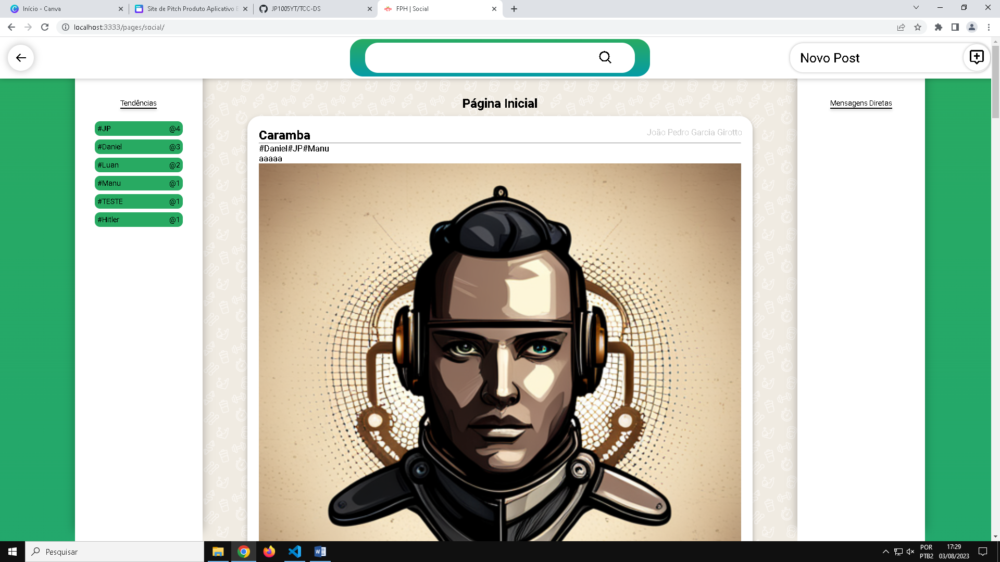 Início - Canva
Site de Pitch Produto Aplicativo
JP1005YT/TCC-DS
FPH | Social
localhost:3333/pages/social/
Novo Post
Tendências
#JP @4
#Daniel @3
#Luan @2
#Manu @1
#TESTE @1
#Hitler @1
Página Inicial
Caramba
João Pedro Garcia Girotto
#Daniel#JP#Manu
aaaaa
Mensagens Diretas
Pesquisar
POR
PTB2
17:29
03/08/2023